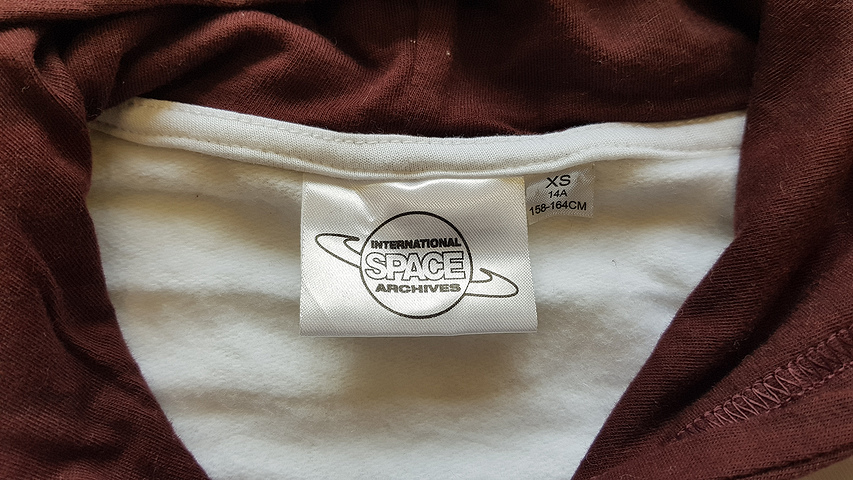 INTERNATIONAL
SPACE
ARCHIVES
XS
14A
158-164CM